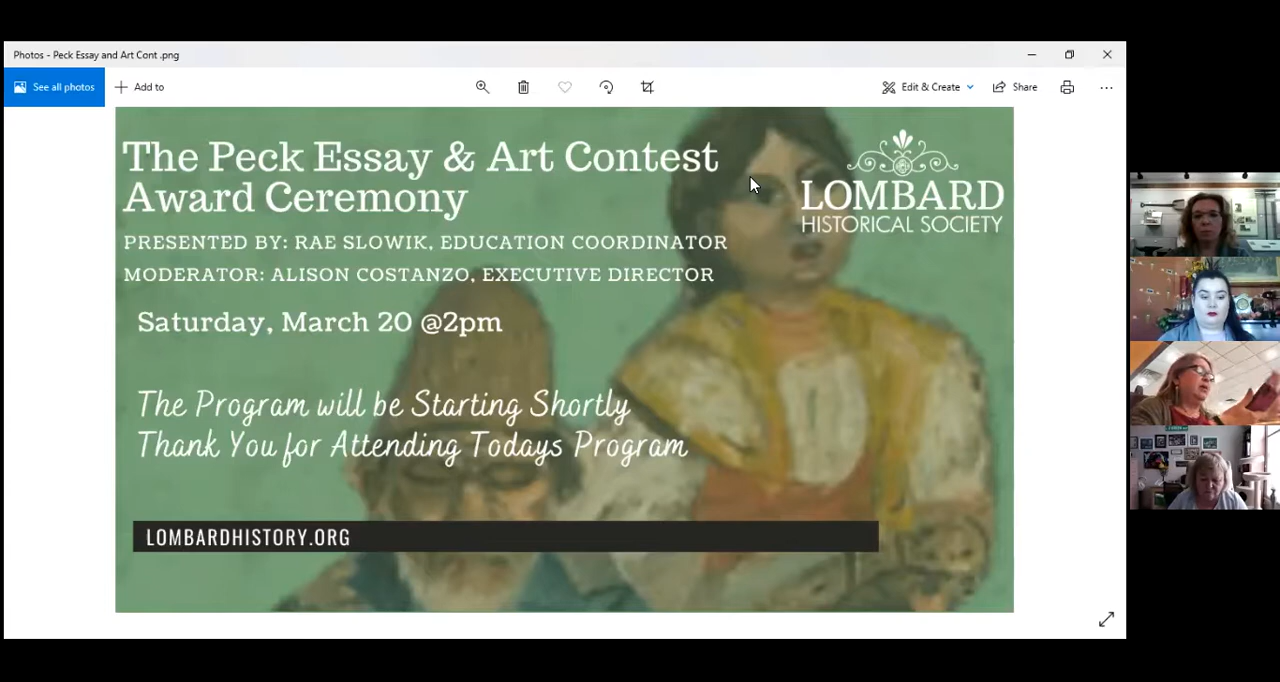 Photos - Peck Essay and Art Cont .png
See all photos
Add to
Edit & Create
Share
The Peck Essay & Art Contest
Award Ceremony
LOMBARD
HISTORICAL SOCIETY
PRESENTED BY: RAE SLOWIK, EDUCATION COORDINATOR
MODERATOR: ALISON COSTANZO, EXECUTIVE DIRECTOR
Saturday, March 20 @2pm
The Program will be Starting Shortly
Thank You for Attending Todays Program
LOMBARDHISTORY.ORG